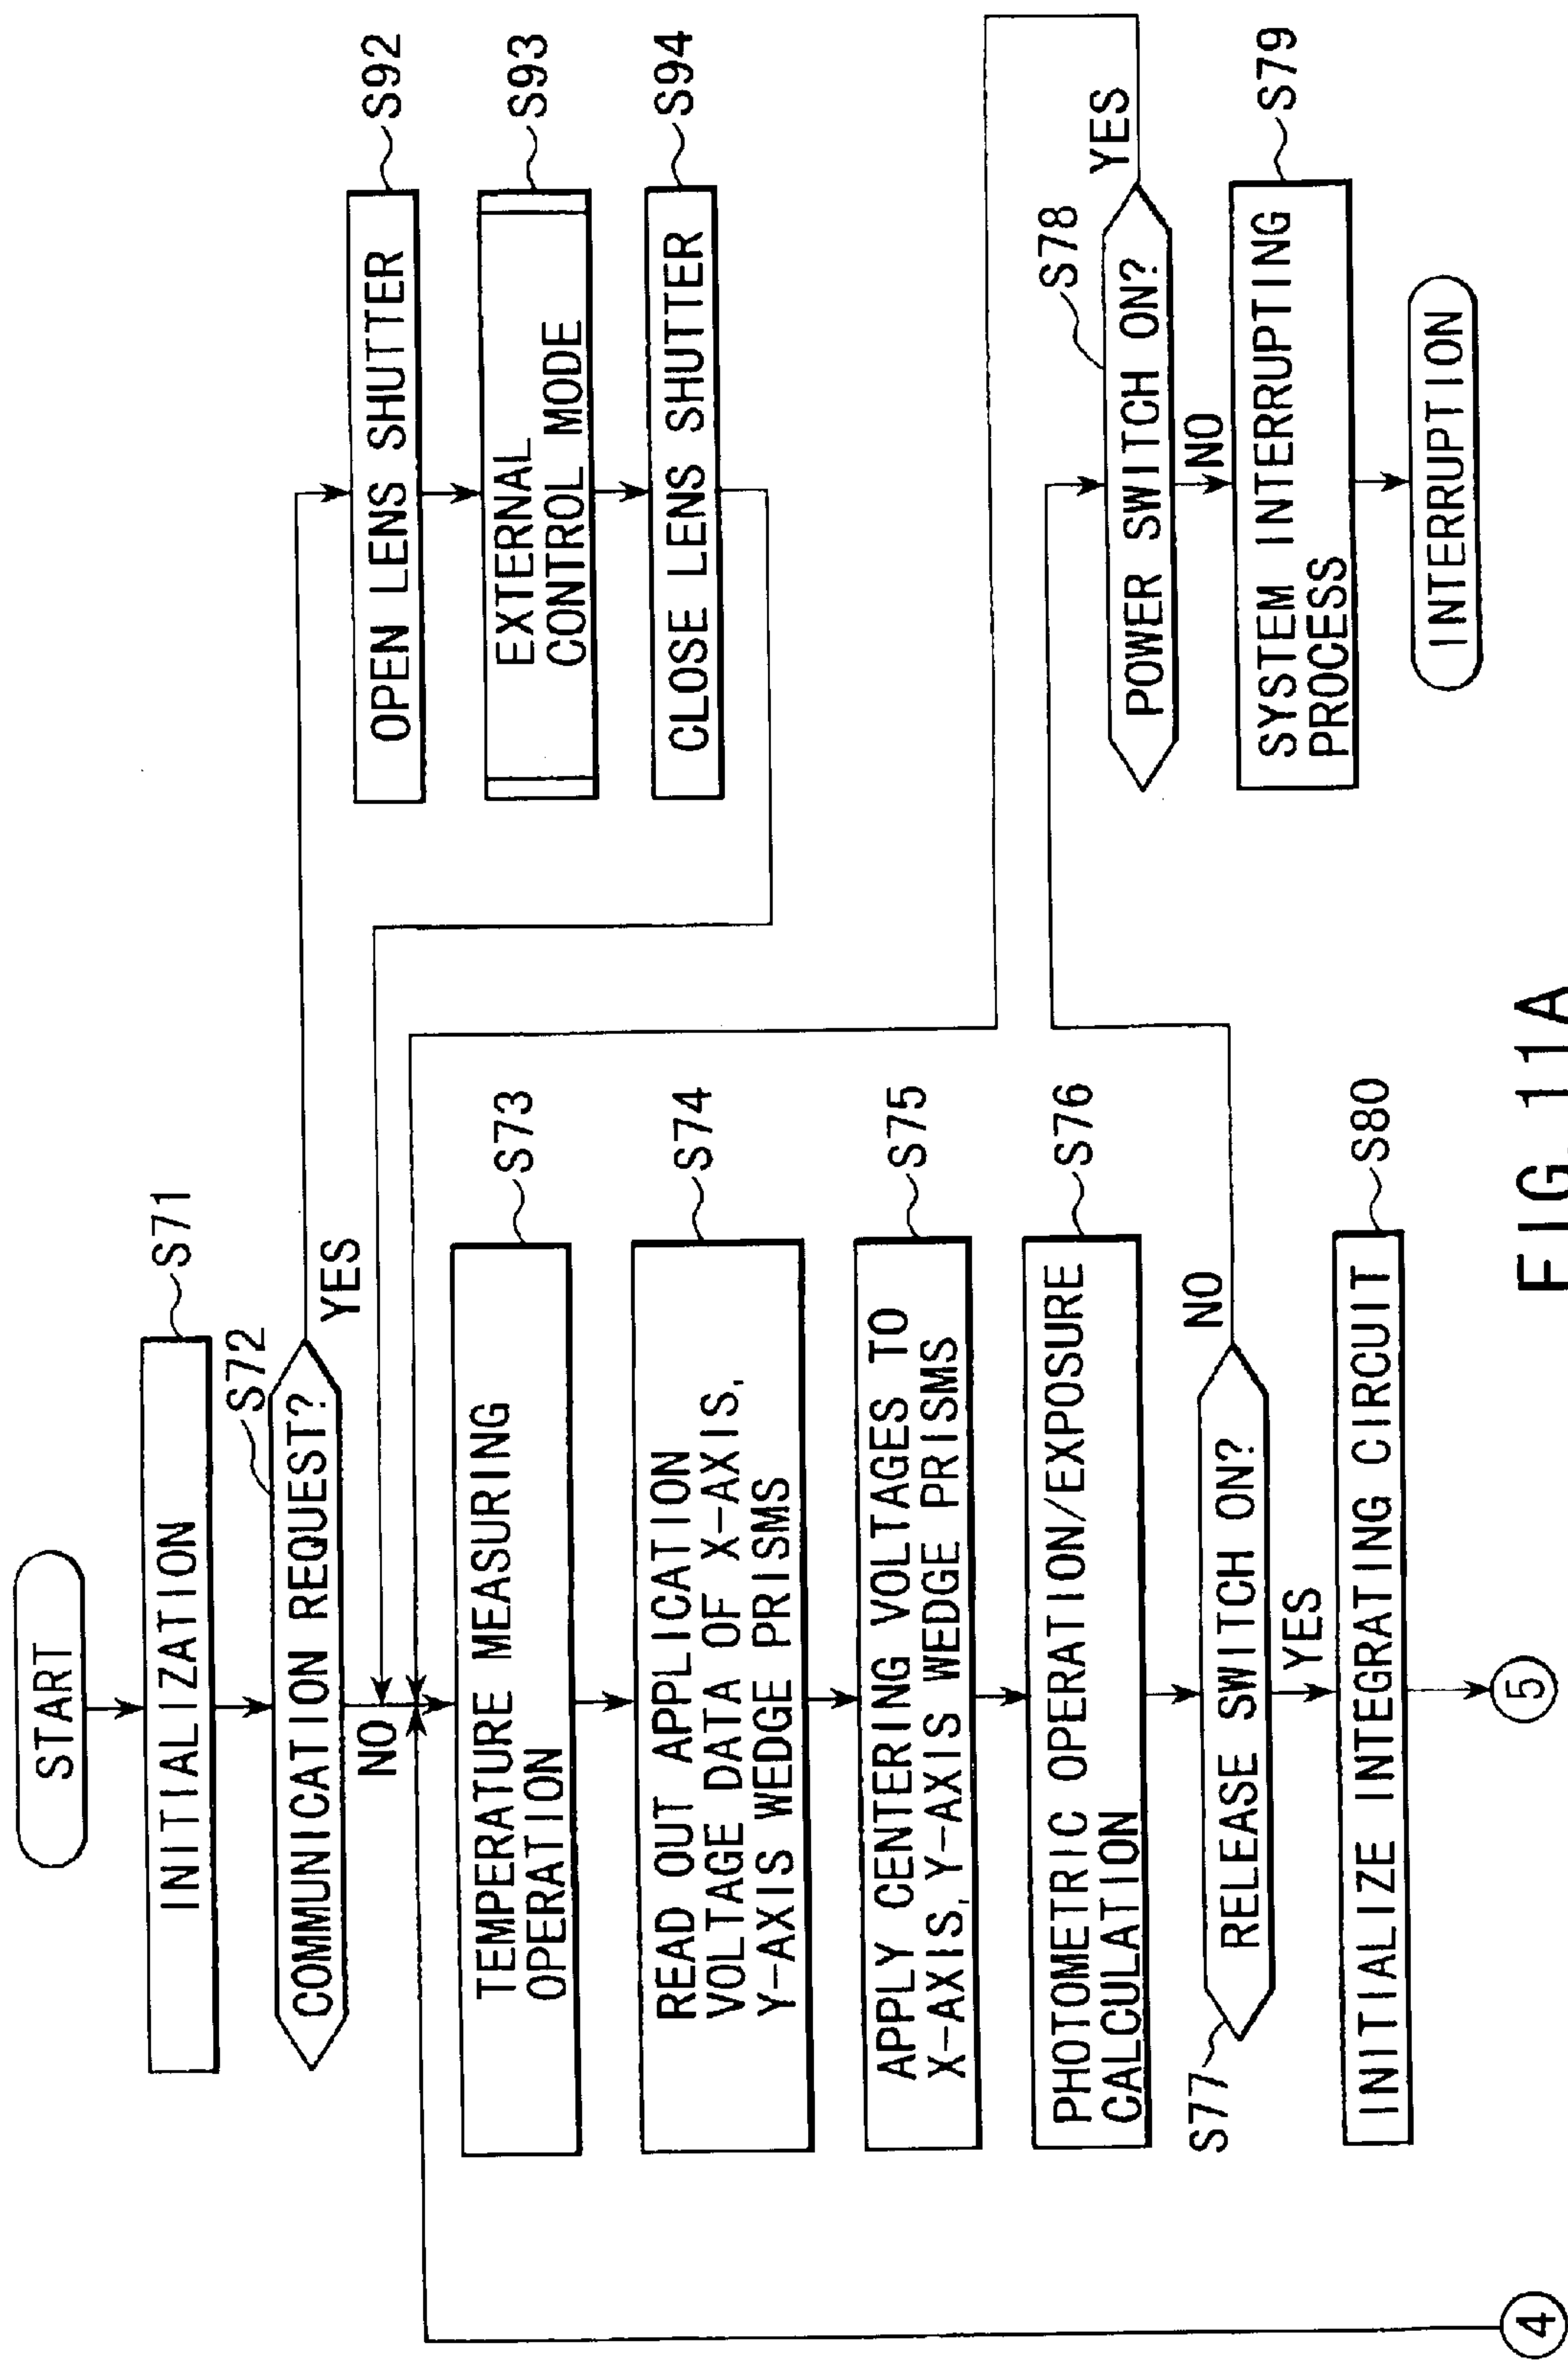 START
INITIALIZATION
S71
COMMUNICATION REQUEST?
S72
YES
NO
TEMPERATURE MEASURING
OPERATION
S73
READ OUT APPLICATION
VOLTAGE DATA OF X-AXIS,
Y-AXIS WEDGE PRISMS
S74
APPLY CENTERING VOLTAGES TO
X-AXIS, Y-AXIS WEDGE PRISMS
S75
PHOTOMETRIC OPERATION/EXPOSURE
CALCULATION
S76
RELEASE SWITCH ON?
S77
NO
YES
INITIALIZE INTEGRATING CIRCUIT
S80
5
4
OPEN LENS SHUTTER
S92
EXTERNAL
CONTROL MODE
S93
CLOSE LENS SHUTTER
S94
POWER SWITCH ON?
S78
YES
NO
SYSTEM INTERRUPTING
PROCESS
S79
INTERRUPTION
FIG. 11A